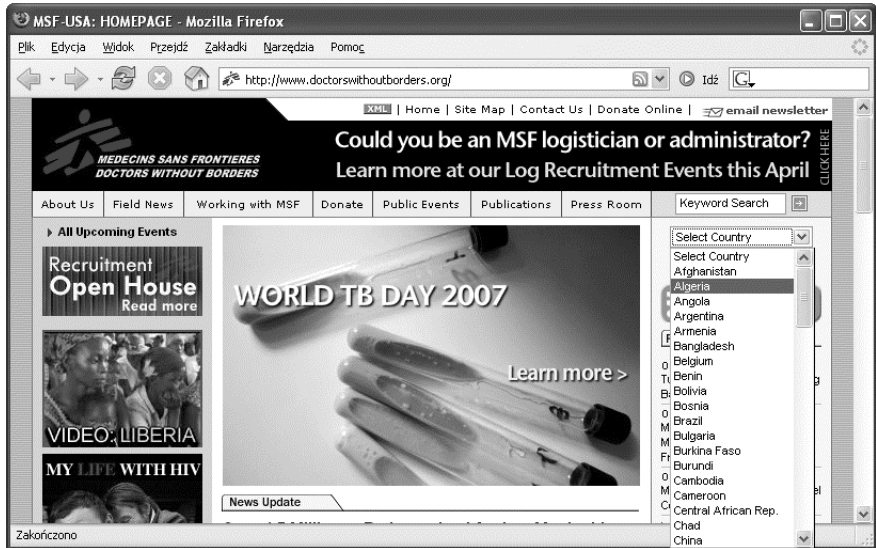 MSF-USA: HOMEPAGE - Mozilla Firefox
Plik Edycja Widok Przejdź Zakładki Narzędzia Pomoc
http://www.doctorswithoutborders.org/ Idź G
XML | Home | Site Map | Contact Us | Donate Online | email newsletter
MEDECINS SANS FRONTIERES
DOCTORS WITHOUT BORDERS
Could you be an MSF logistician or administrator?
Learn more at our Log Recruitment Events this April
CLICK HERE
About Us Field News Working with MSF Donate Public Events Publications Press Room Keyword Search
All Upcoming Events
Recruitment
Open House
Read more
VIDEO: LIBERIA
MY LIFE WITH HIV
WORLD TB DAY 2007
Learn more >
News Update
Select Country
Select Country
Afghanistan
Algeria
Angola
Argentina
Armenia
Bangladesh
Belgium
Benin
Bolivia
Bosnia
Brazil
Bulgaria
Burkina Faso
Burundi
Cambodia
Cameroon
Central African Rep.
Chad
China
Zakończono